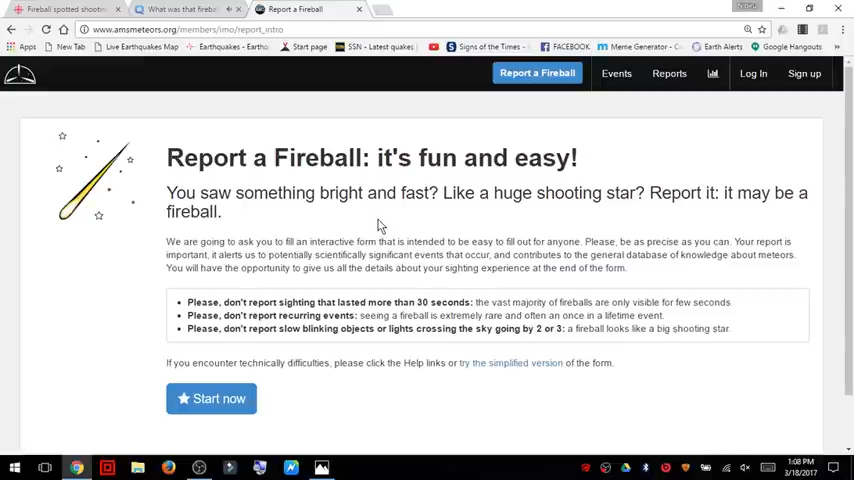 Fireball spotted shootin
What was that firebal
Report a Fireball
www.amsmeteors.org/members/imo/report_intro
Apps
New Tab
Live Earthquakes Map
Earthquakes - Earthqu
Start page
SSN - Latest quakes
Signs of the Times -
FACEBOOK
Meme Generator - C
Earth Alerts
Google Hangouts
Report a Fireball
Events
Reports
Log In
Sign up
Report a Fireball: it's fun and easy!
You saw something bright and fast? Like a huge shooting star? Report it: it may be a
fireball.
We are going to ask you to fill an interactive form that is intended to be easy to fill out for anyone. Please, be as precise as you can. Your report is
important, it alerts us to potentially scientifically significant events that occur, and contributes to the general database of knowledge about meteors.
You will have the opportunity to give us all the details about your sighting experience at the end of the form.
• Please, don't report sighting that lasted more than 30 seconds: the vast majority of fireballs are only visible for few seconds.
• Please, don't report recurring events: seeing a fireball is extremely rare and often an once in a lifetime event.
• Please, don't report slow blinking objects or lights crossing the sky going by 2 or 3: a fireball looks like a big shooting star.
If you encounter technically difficulties, please click the Help links or try the simplified version of the form.
Start now
1:08 PM
3/18/2017